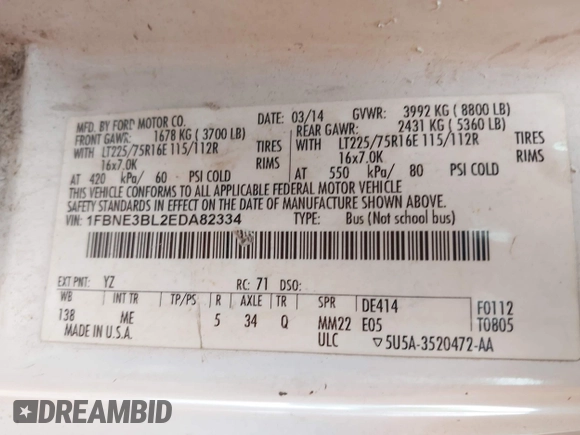 MFD. BY FORD MOTOR CO. DATE: 03/14 GVWR: 3992 KG ( 8800 LB)
FRONT GAWR: 1678 KG ( 3700 LB) REAR GAWR: 2431 KG ( 5360 LB)
WITH LT225/75R16E 115/112R TIRES WITH LT225/75R16E 115/112R TIRES
16x7.0K RIMS 16x7.0K RIMS
AT 420 kPa/ 60 PSI COLD AT 550 kPa/ 80 PSI COLD
THIS VEHICLE CONFORMS TO ALL APPLICABLE FEDERAL MOTOR VEHICLE
SAFETY STANDARDS IN EFFECT ON THE DATE OF MANUFACTURE SHOWN ABOVE.
VIN: 1FBNE3BL2EDA82334 TYPE: Bus (Not school bus)
EXT PNT: YZ RC: 71 DSO:
WB INT TR TP/PS R AXLE TR SPR DE414 F0112
138 ME 5 34 Q MM22 E05 T0805
MADE IN U.S.A. ULC ▽5U5A-3520472-AA
DREAMBID